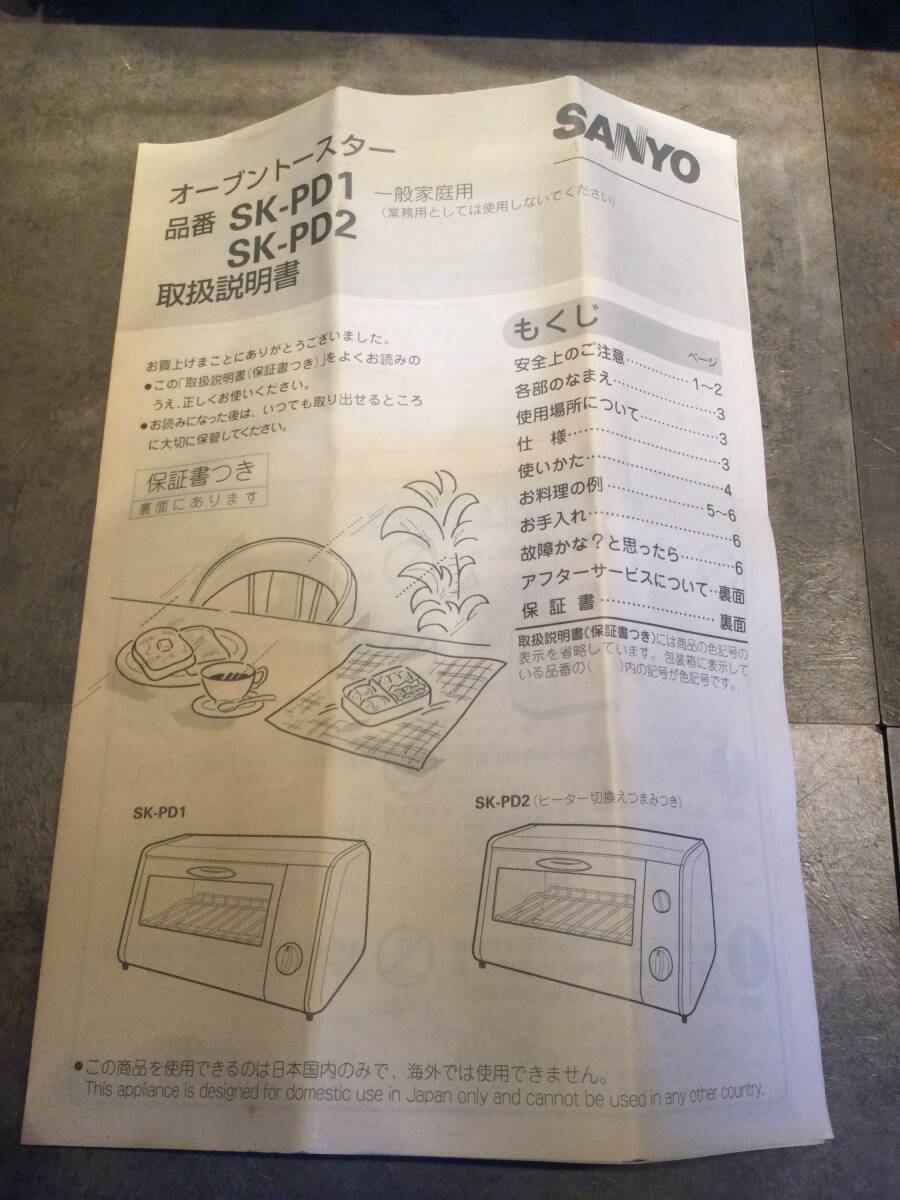 SANYO
オーブントースター
品番 SK-PD1 一般家庭用
SK-PD2 (業務用としては使用しないでください)
取扱説明書
お買上げまことにありがとうございました。
●この「取扱説明書(保証書つき)」をよくお読みの
うえ、正しくお使いください。
●お読みになった後は、いつでも取り出せるところ
に大切に保管してください。
保証書つき
裏面にあります
もくじ
ページ
安全上のご注意…………1~2
各部のなまえ………………3
使用場所について…………3
仕様…………………………3
使いかた……………………4
お料理の例……………5~6
お手入れ……………………6
故障かな?と思ったら……6
アフターサービスについて‥裏面
保証書…………………裏面
取扱説明書(保証書つき)には商品の色記号の
表示を省略しています。包装箱に表示して
いる品番の( )内の記号が色記号です。
SK-PD1
SK-PD2(ヒーター切換えつまみつき)
●この商品を使用できるのは日本国内のみで、海外では使用できません。
This appliance is designed for domestic use in Japan only and cannot be used in any other country.